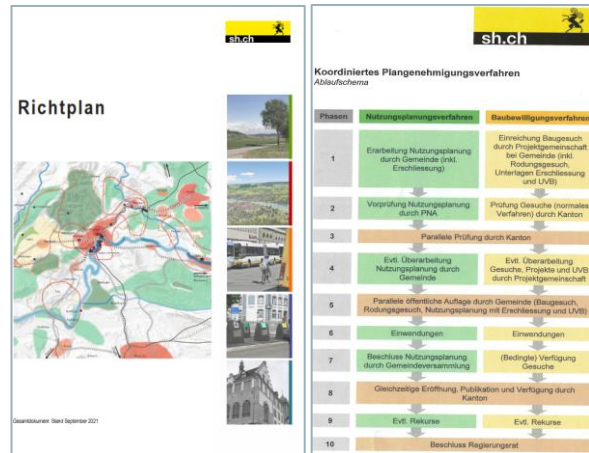 sh.ch
Richtplan
Gesamtdokument: Stand September 2021
sh.ch
Koordiniertes Plangenehmigungsverfahren
Ablaufschema
Phasen
Nutzungsplanungsverfahren
Baubewilligungsverfahren
1
Erarbeitung Nutzungsplanung
durch Gemeinde (inkl.
Erschliessung)
Einreichung Baugesuch
durch Projektgemeinschaft
bei Gemeinde (inkl.
Rodungsgesuch,
Unterlagen Erschliessung
und UVB)
2
Vorprüfung Nutzungsplanung
durch PNA
Prüfung Gesuche (normales
Verfahren) durch Kanton
3
Parallele Prüfung durch Kanton
4
Evtl. Überarbeitung
Nutzungsplanung durch
Gemeinde
Evtl. Überarbeitung
Gesuche, Projekte und UVB
durch Projektgemeinschaft
5
Parallele öffentliche Auflage durch Gemeinde (Baugesuch,
Rodungsgesuch, Nutzungsplanung mit Erschliessung und UVB)
6
Einwendungen
Einwendungen
7
Beschluss Nutzungsplanung
durch Gemeindeversammlung
(Bedingte) Verfügung
Gesuche
8
Gleichzeitige Eröffnung, Publikation und Verfügung durch
Kanton
9
Evtl. Rekurse
Evtl. Rekurse
10
Beschluss Regierungsrat